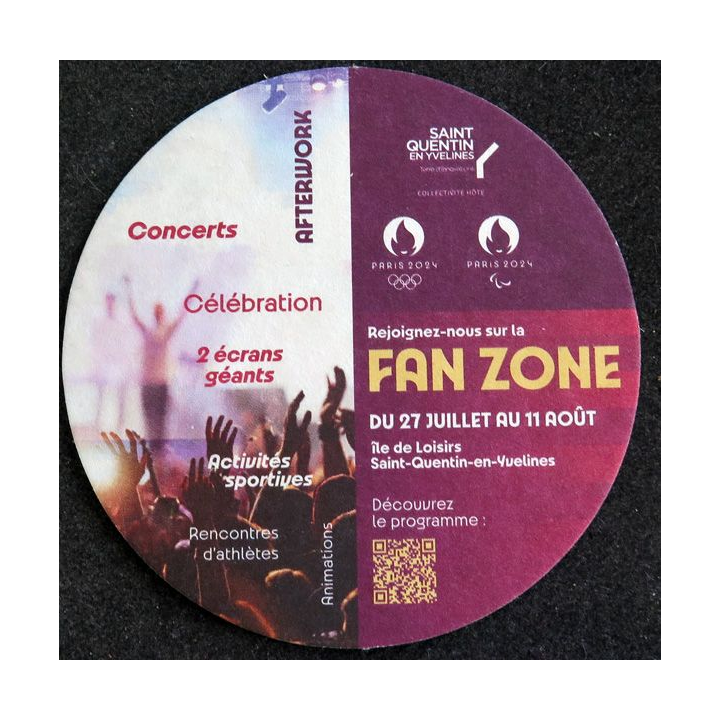 AFTERWORK
Concerts
Célébration
2 écrans
géants
Activités
sportives
Rencontres
d'athlètes
Animations
SAINT
QUENTIN
EN YVELINES
Terre d'innovations
COLLECTIVITÉ HÔTE
PARIS 2024
PARIS 2024
Rejoignez-nous sur la
FAN ZONE
DU 27 JUILLET AU 11 AOÛT
île de Loisirs
Saint-Quentin-en-Yvelines
Découvrez
le programme :